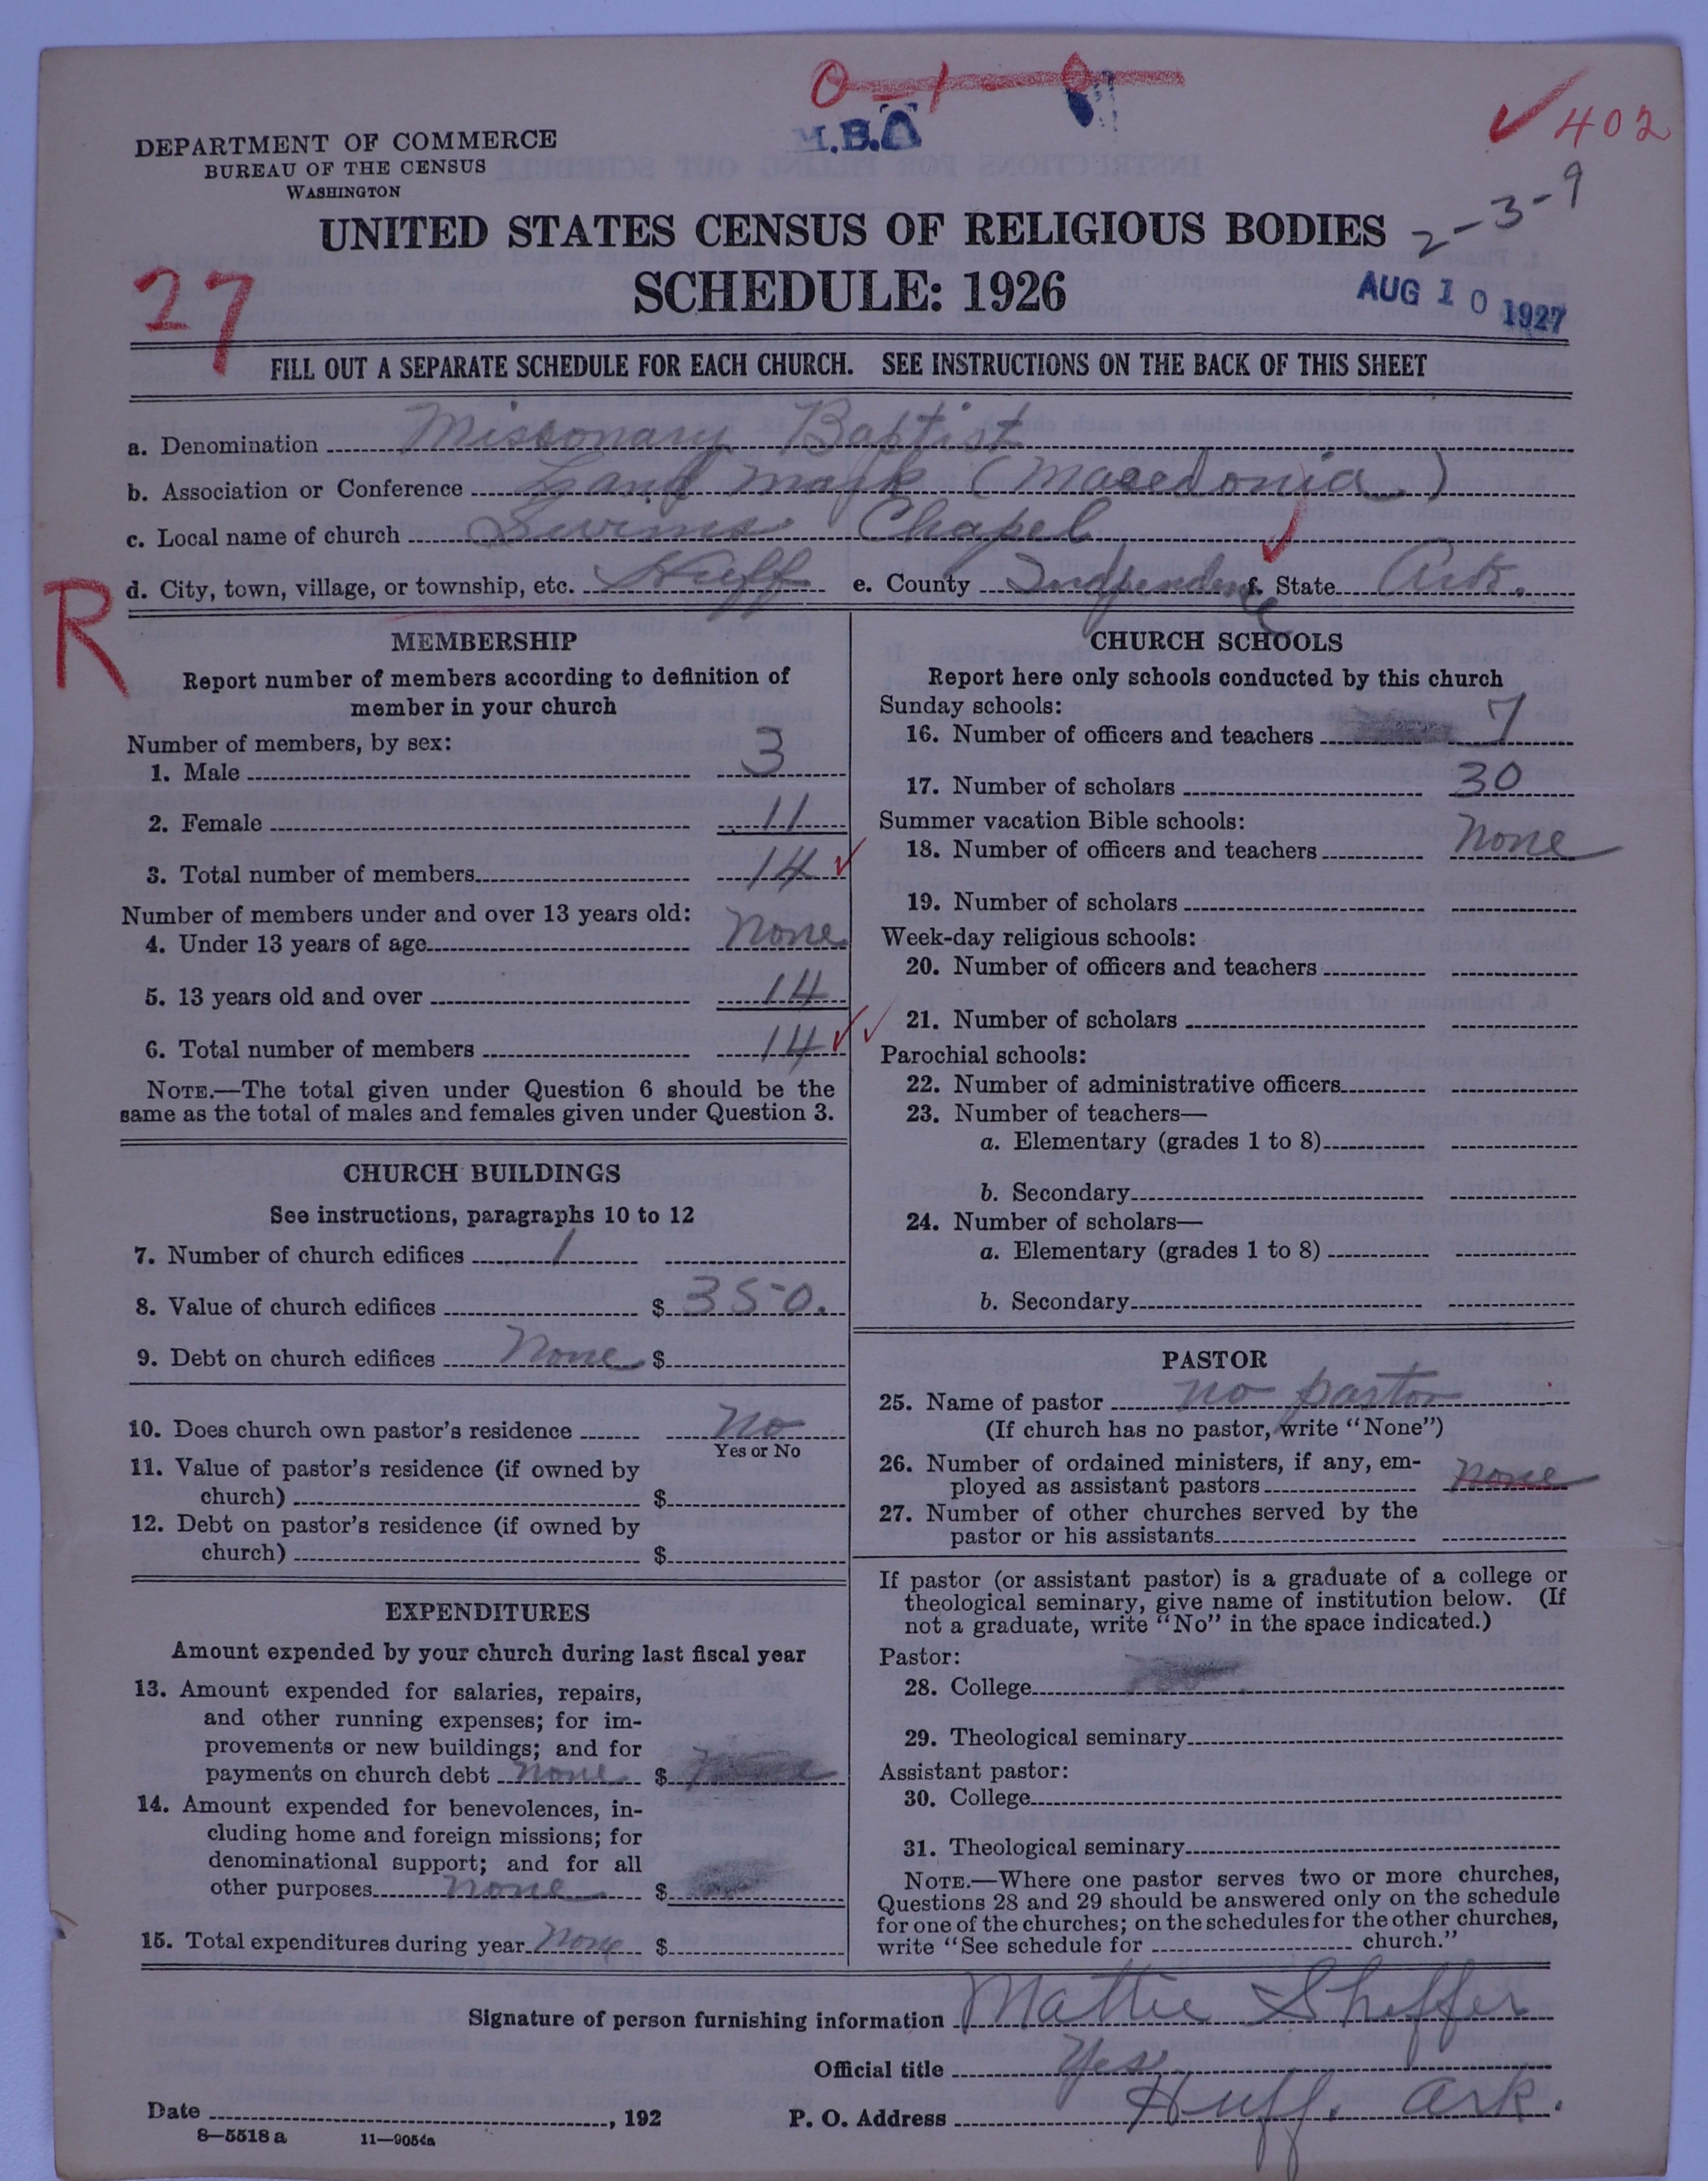 0-1-0
M.B.A
✓ 402
DEPARTMENT OF COMMERCE
BUREAU OF THE CENSUS
WASHINGTON
2-3-9
UNITED STATES CENSUS OF RELIGIOUS BODIES
SCHEDULE: 1926
27
AUG 10 1927
FILL OUT A SEPARATE SCHEDULE FOR EACH CHURCH. SEE INSTRUCTIONS ON THE BACK OF THIS SHEET
a. Denomination Missonary Baptist
b. Association or Conference Land mark (Macedonia)
c. Local name of church Chapel
d. City, town, village, or township, etc. Huff e. County Independence f. State Ark.
R
MEMBERSHIP
Report number of members according to definition of
member in your church
Number of members, by sex:
1. Male 3
2. Female 11
3. Total number of members 14 ✓
Number of members under and over 13 years old:
4. Under 13 years of age None
5. 13 years old and over 14
6. Total number of members 14 ✓✓
NOTE.—The total given under Question 6 should be the
same as the total of males and females given under Question 3.
CHURCH BUILDINGS
See instructions, paragraphs 10 to 12
7. Number of church edifices 1
8. Value of church edifices $ 350.
9. Debt on church edifices None $
10. Does church own pastor's residence No
Yes or No
11. Value of pastor's residence (if owned by
church) $
12. Debt on pastor's residence (if owned by
church) $
EXPENDITURES
Amount expended by your church during last fiscal year
13. Amount expended for salaries, repairs,
and other running expenses; for im-
provements or new buildings; and for
payments on church debt none $
14. Amount expended for benevolences, in-
cluding home and foreign missions; for
denominational support; and for all
other purposes none $
15. Total expenditures during year None $
CHURCH SCHOOLS
Report here only schools conducted by this church
Sunday schools:
16. Number of officers and teachers 7
17. Number of scholars 30
Summer vacation Bible schools:
18. Number of officers and teachers None
19. Number of scholars
Week-day religious schools:
20. Number of officers and teachers
21. Number of scholars
Parochial schools:
22. Number of administrative officers
23. Number of teachers—
a. Elementary (grades 1 to 8)
b. Secondary
24. Number of scholars—
a. Elementary (grades 1 to 8)
b. Secondary
PASTOR
25. Name of pastor no pastor
(If church has no pastor, write "None")
26. Number of ordained ministers, if any, em-
ployed as assistant pastors none
27. Number of other churches served by the
pastor or his assistants
If pastor (or assistant pastor) is a graduate of a college or
theological seminary, give name of institution below. (If
not a graduate, write "No" in the space indicated.)
Pastor:
28. College
29. Theological seminary
Assistant pastor:
30. College
31. Theological seminary
NOTE.—Where one pastor serves two or more churches,
Questions 28 and 29 should be answered only on the schedule
for one of the churches; on the schedules for the other churches,
write "See schedule for church."
Signature of person furnishing information Mattie Sheffer
Official title Yes
Date , 192 P. O. Address Huff. Ark.
8—5518a 11—9054a